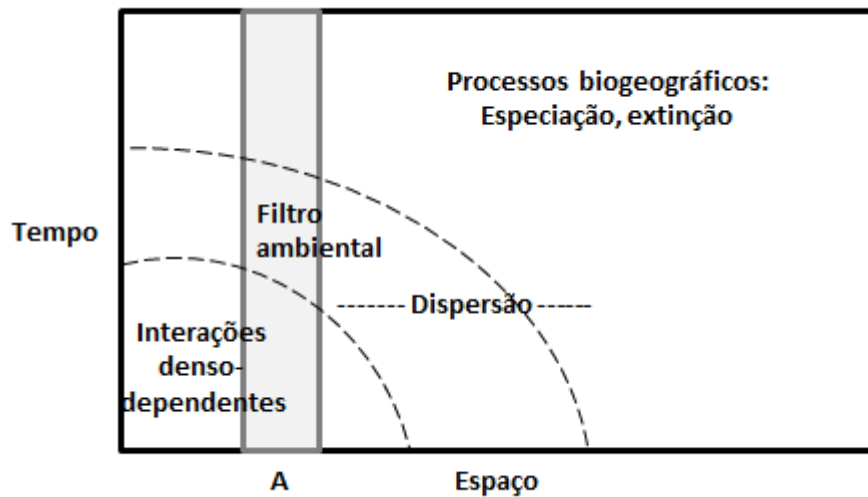 Processos biogeográficos:
Especiação, extinção
Tempo
Filtro
ambiental
------- Dispersão ------
Interações
denso-
dependentes
A
Espaço